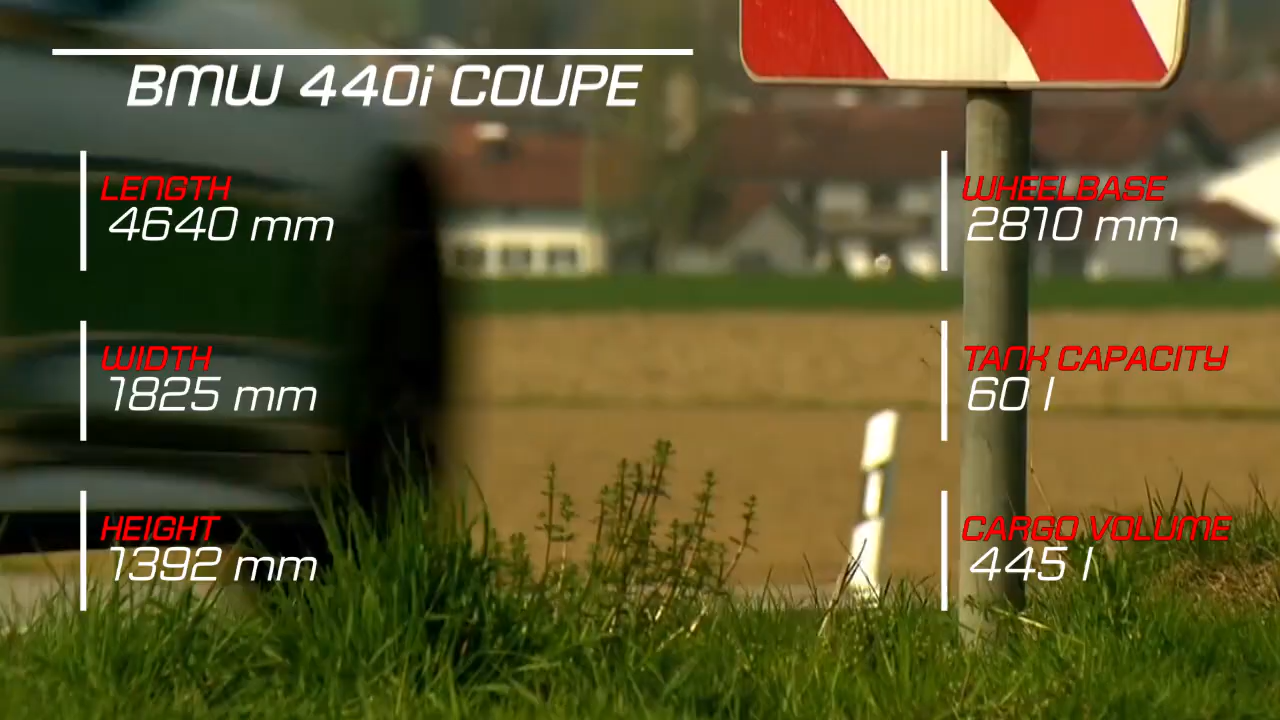 BMW 440i COUPE
LENGTH
4640 mm
WIDTH
1825 mm
HEIGHT
1392 mm
WHEELBASE
2810 mm
TANK CAPACITY
60 l
CARGO VOLUME
445 l